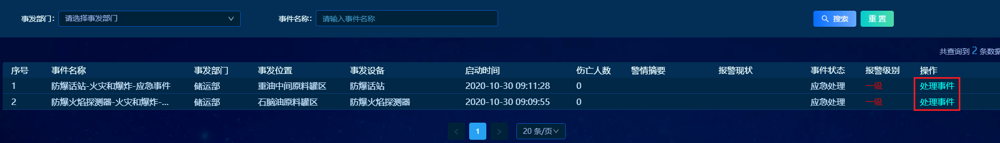 事发部门： 请选择事发部门 事件名称： 请输入事件名称 搜索 重 置
共查询到 2 条数据
序号 事件名称 事发部门 事发位置 事发设备 启动时间 伤亡人数 警情摘要 报警现状 事件状态 报警级别 操作
1 防爆话站-火灾和爆炸-应急事件 储运部 重油中间原料罐区 防爆话站 2020-10-30 09:11:28 0 应急处理 一级 处理事件
2 防爆火焰探测器-火灾和爆炸-... 储运部 石脑油原料罐区 防爆火焰探测器 2020-10-30 09:09:55 0 应急处理 一级 处理事件
< 1 > 20 条/页